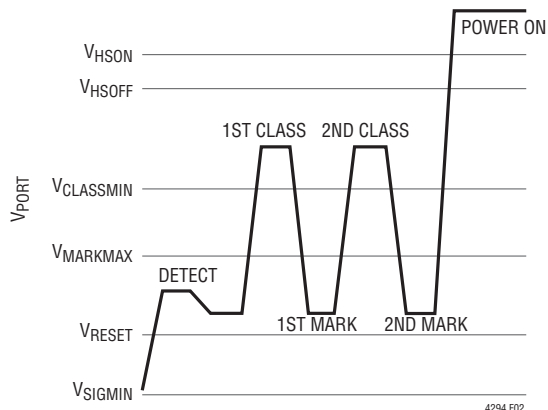 POWER ON
VHSON
VHSOFF
1ST CLASS 2ND CLASS
VCLASSMIN
VPORT
VMARKMAX
DETECT
1ST MARK 2ND MARK
VRESET
VSIGMIN
4294 F02